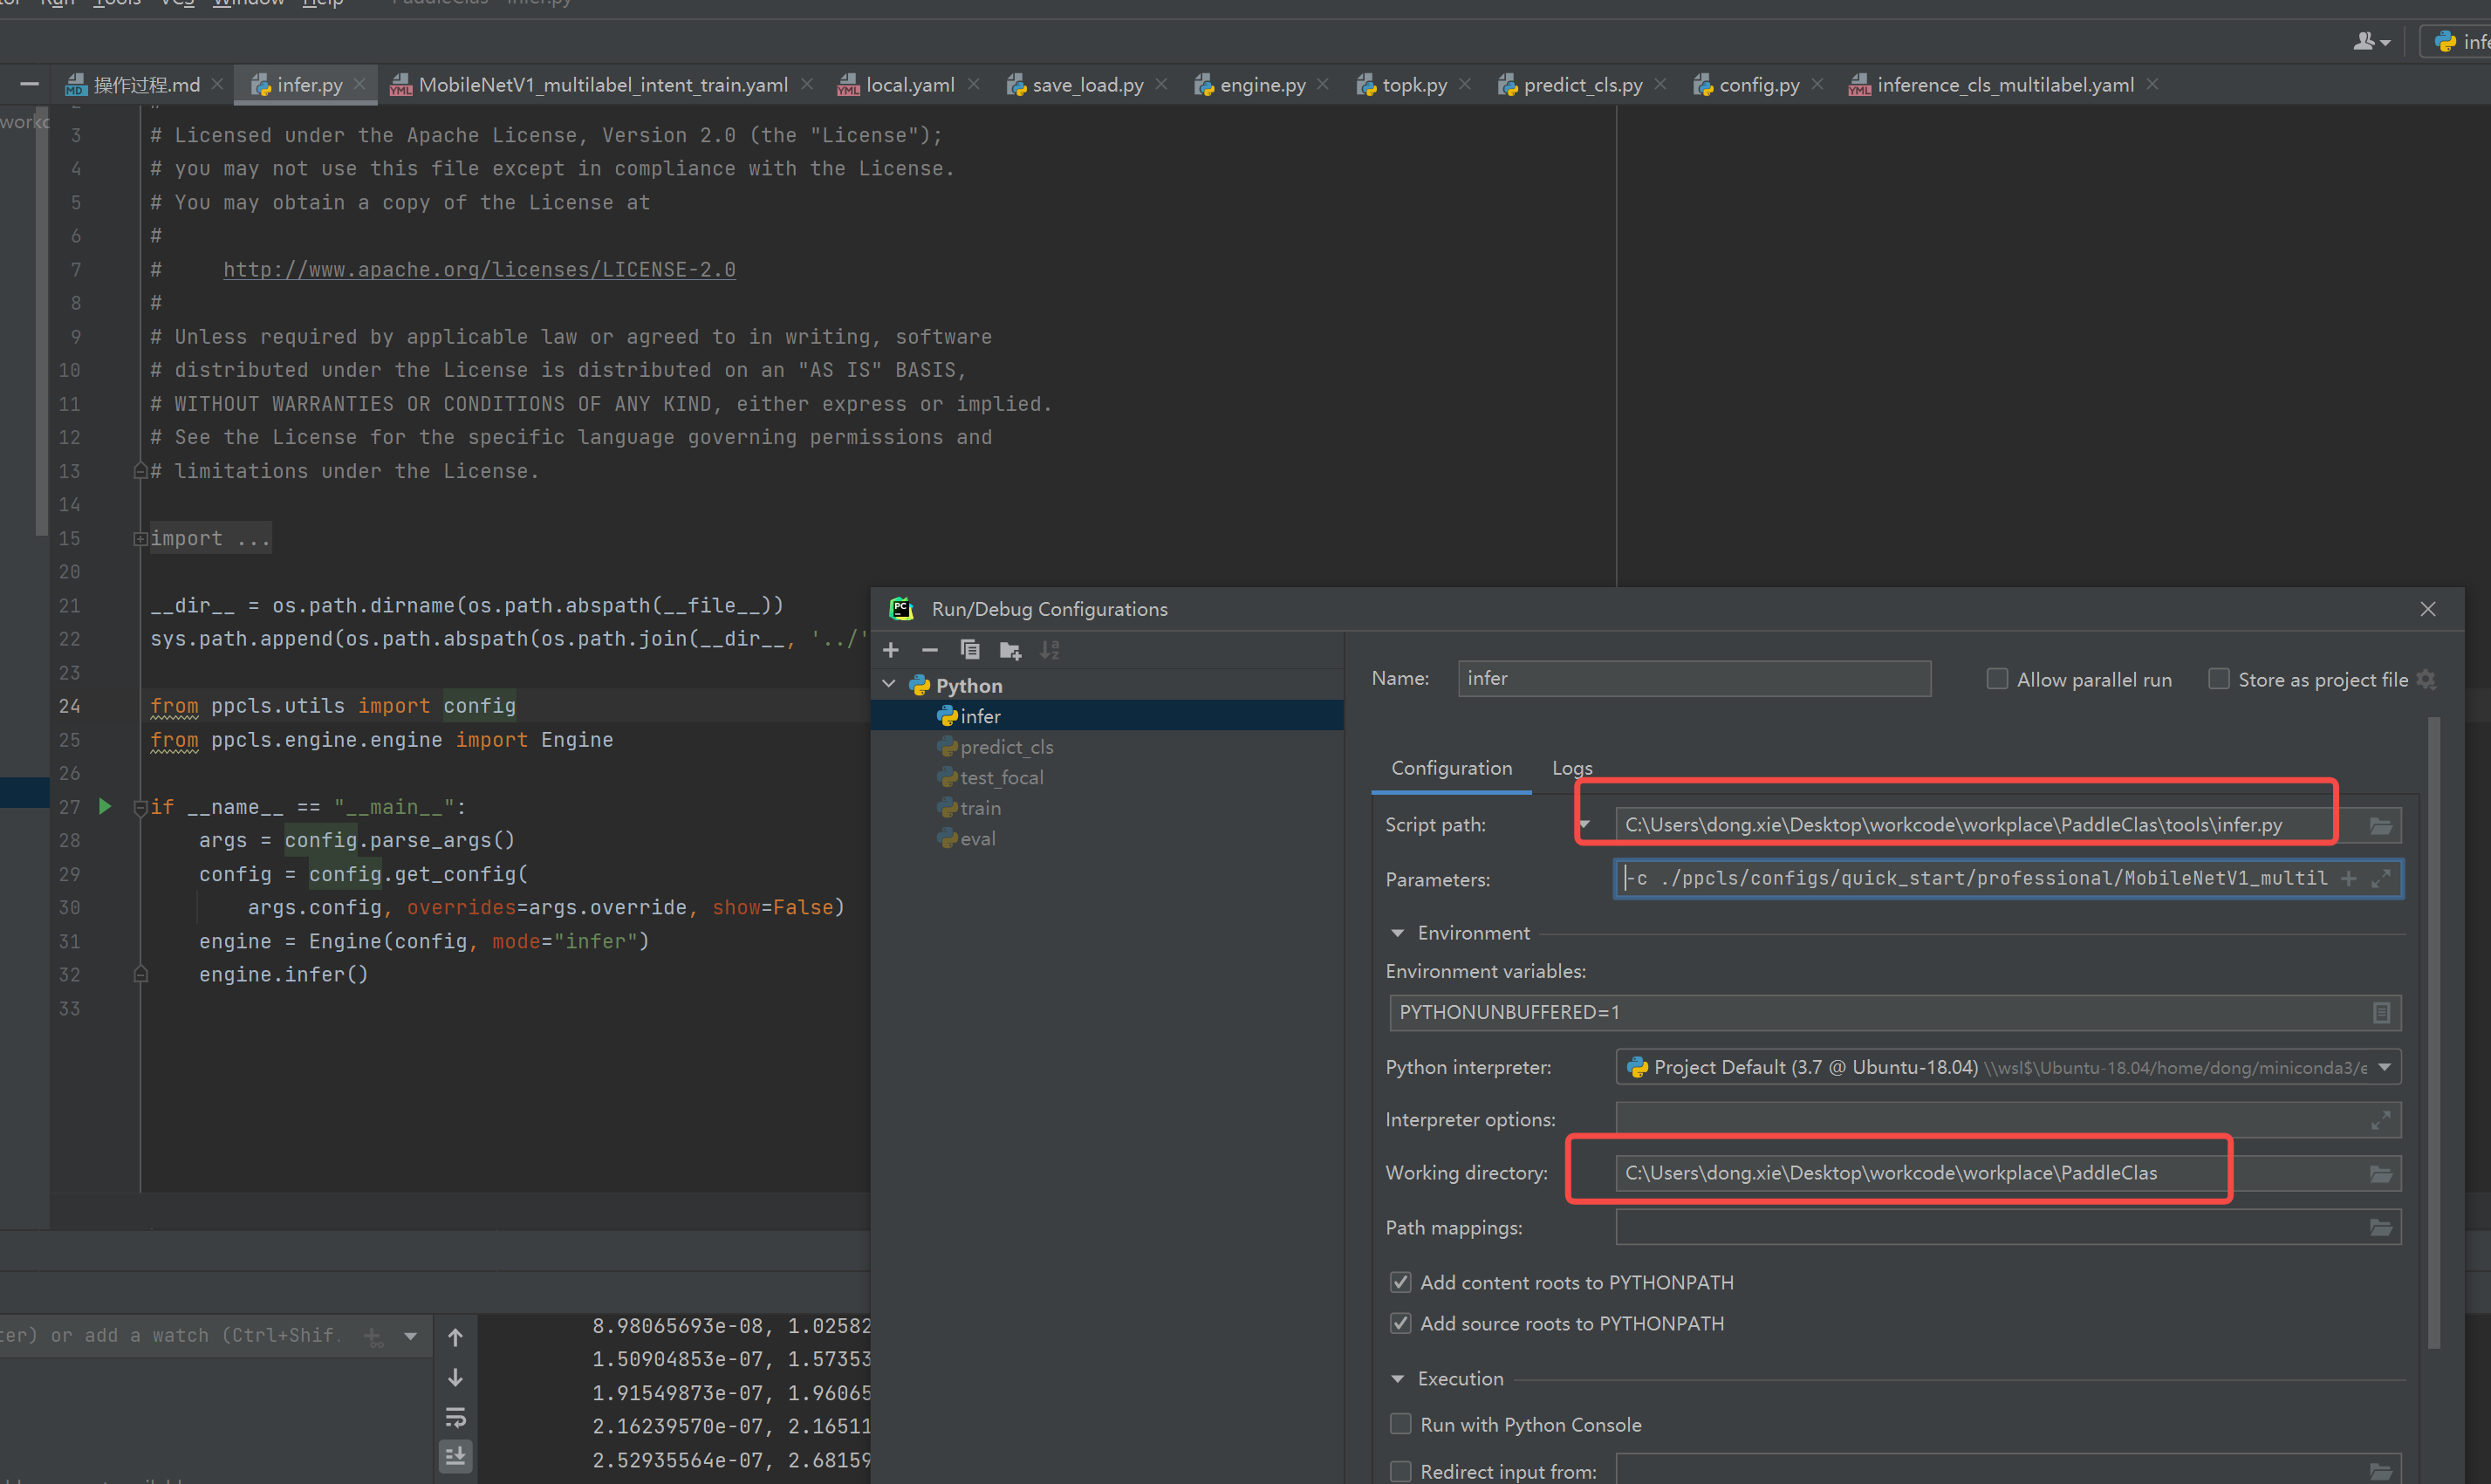 Run Tools VCS Window Help PaddleClas infer.py
infe
操作过程.md infer.py MobileNetV1_multilabel_intent_train.yaml local.yaml save_load.py engine.py topk.py predict_cls.py config.py inference_cls_multilabel.yaml
2 #
3 # Licensed under the Apache License, Version 2.0 (the "License");
4 # you may not use this file except in compliance with the License.
5 # You may obtain a copy of the License at
6 #
7 # http://www.apache.org/licenses/LICENSE-2.0
8 #
9 # Unless required by applicable law or agreed to in writing, software
10 # distributed under the License is distributed on an "AS IS" BASIS,
11 # WITHOUT WARRANTIES OR CONDITIONS OF ANY KIND, either express or implied.
12 # See the License for the specific language governing permissions and
13 # limitations under the License.
14
15 import ...
20
21 __dir__ = os.path.dirname(os.path.abspath(__file__))
22 sys.path.append(os.path.abspath(os.path.join(__dir__, '../'
23
24 from ppcls.utils import config
25 from ppcls.engine.engine import Engine
26
27 if __name__ == "__main__":
28 args = config.parse_args()
29 config = config.get_config(
30 args.config, overrides=args.override, show=False)
31 engine = Engine(config, mode="infer")
32 engine.infer()
33
Run/Debug Configurations
Python
infer
predict_cls
test_focal
train
eval
Name: infer Allow parallel run Store as project file
Configuration Logs
Script path: C:\Users\dong.xie\Desktop\workcode\workplace\PaddleClas\tools\infer.py
Parameters: -c ./ppcls/configs/quick_start/professional/MobileNetV1_multil
Environment
Environment variables:
PYTHONUNBUFFERED=1
Python interpreter: Project Default (3.7 @ Ubuntu-18.04) \\wsl$\Ubuntu-18.04/home/dong/miniconda3/e
Interpreter options:
Working directory: C:\Users\dong.xie\Desktop\workcode\workplace\PaddleClas
Path mappings:
Add content roots to PYTHONPATH
Add source roots to PYTHONPATH
Execution
Run with Python Console
Redirect input from:
ter) or add a watch (Ctrl+Shif.
8.98065693e-08, 1.02582
1.50904853e-07, 1.57353
1.91549873e-07, 1.96065
2.16239570e-07, 2.16511
2.52935564e-07, 2.68159